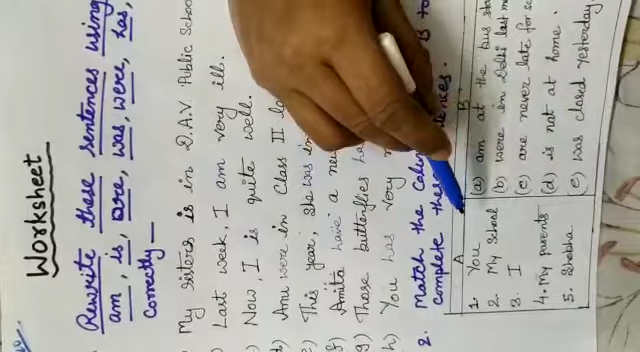 Worksheet
Rewrite these sentences using
am, is, are, was, were, has,
correctly —
My sisters is in D.A.V. Public School
Last week, I am very ill.
Now, I is quite well.
d) Anu were in Class II
This year, she was in
f) Amita have a new
g) Those butterflies
h) You has very
2. Match the Column B to
complete these
A B
1. You (a) am at the bus
2. My School (b) were in Delhi last
3. I (c) are never late for
4. My parents (d) is not at home.
5. Shobha. (e) was closed yesterday.